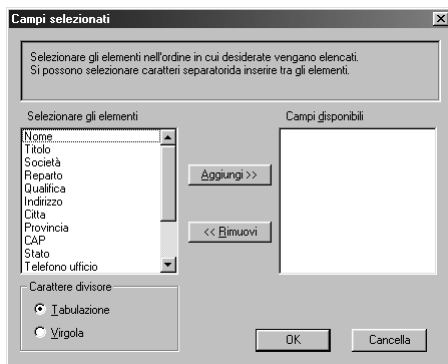 Campi selezionati
Selezionare gli elementi nell'ordine in cui desiderate vengano elencati.
Si possono selezionare caratteri separatorida inserire tra gli elementi.
Selezionare gli elementi
Campi disponibili
Nome
Titolo
Società
Reparto
Qualifica
Indirizzo
Citta
Provincia
CAP
Stato
Telefono ufficio
Aggiungi >>
<< Rimuovi
Carattere divisore
Tabulazione
Virgola
OK
Cancella